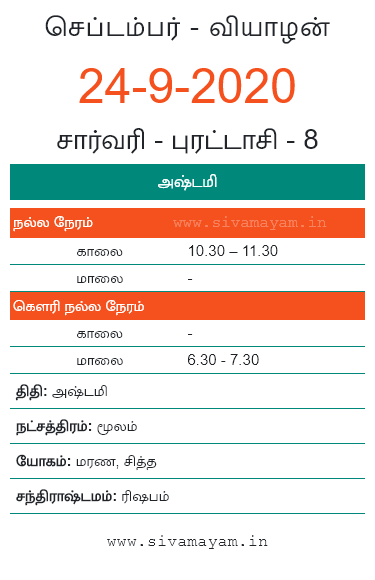 செப்டம்பர் - வியாழன்
24-9-2020
சார்வரி - புரட்டாசி - 8
அஷ்டமி
நல்ல நேரம் www.sivamayam.in
காலை 10.30 – 11.30
மாலை -
கௌரி நல்ல நேரம்
காலை -
மாலை 6.30 - 7.30
திதி: அஷ்டமி
நட்சத்திரம்: மூலம்
யோகம்: மரண, சித்த
சந்திராஷ்டமம்: ரிஷபம்
www.sivamayam.in